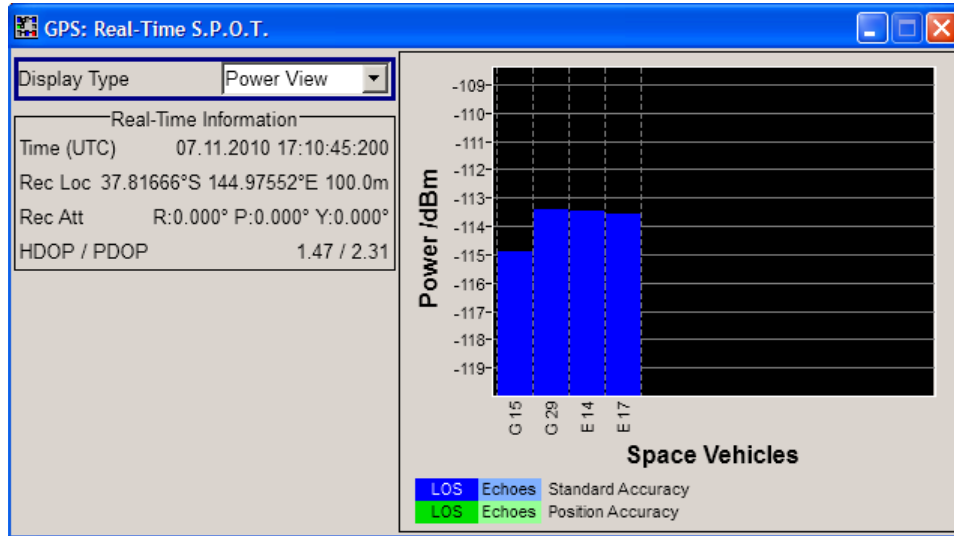 GPS: Real-Time S.P.O.T.
Display Type Power View
Real-Time Information
Time (UTC) 07.11.2010 17:10:45:200
Rec Loc 37.81666°S 144.97552°E 100.0m
Rec Att R:0.000° P:0.000° Y:0.000°
HDOP / PDOP 1.47 / 2.31
Power /dBm
-109
-110
-111
-112
-113
-114
-115
-116
-117
-118
-119
G 15 G 29 E 14 E 17
Space Vehicles
LOS Echoes Standard Accuracy
LOS Echoes Position Accuracy